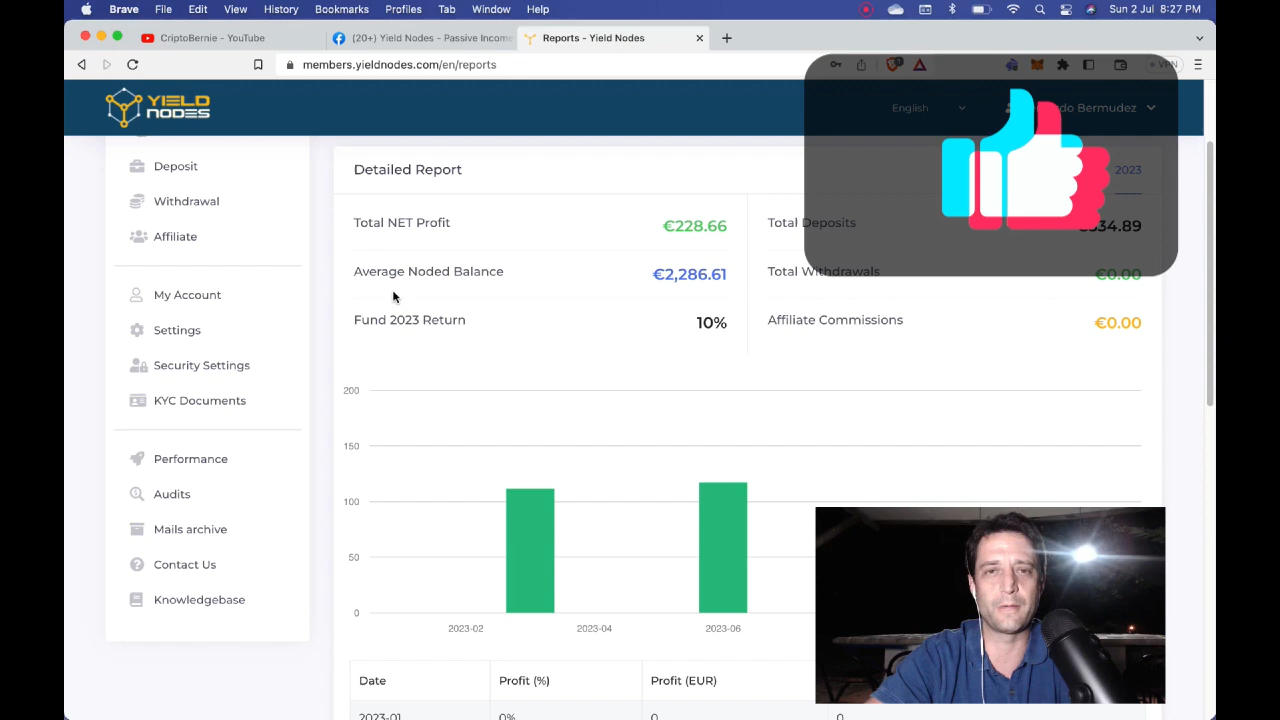 Brave File Edit View History Bookmarks Profiles Tab Window Help Sun 2 Jul 8:27 PM
CriptoBernie - YouTube (20+) Yield Nodes - Passive Income Reports - Yield Nodes
members.yieldnodes.com/en/reports VPN
YIELD NODES English Bermudez
Deposit
Withdrawal
Affiliate
My Account
Settings
Security Settings
KYC Documents
Performance
Audits
Mails archive
Contact Us
Knowledgebase
Detailed Report 2023
Total NET Profit €228.66 Total Deposits
Average Noded Balance €2,286.61 Total Withdrawals €0.00
Fund 2023 Return 10% Affiliate Commissions €0.00
200
150
100
50
0
2023-02 2023-04 2023-06
Date Profit (%) Profit (EUR)
2023-01 0% 0 0